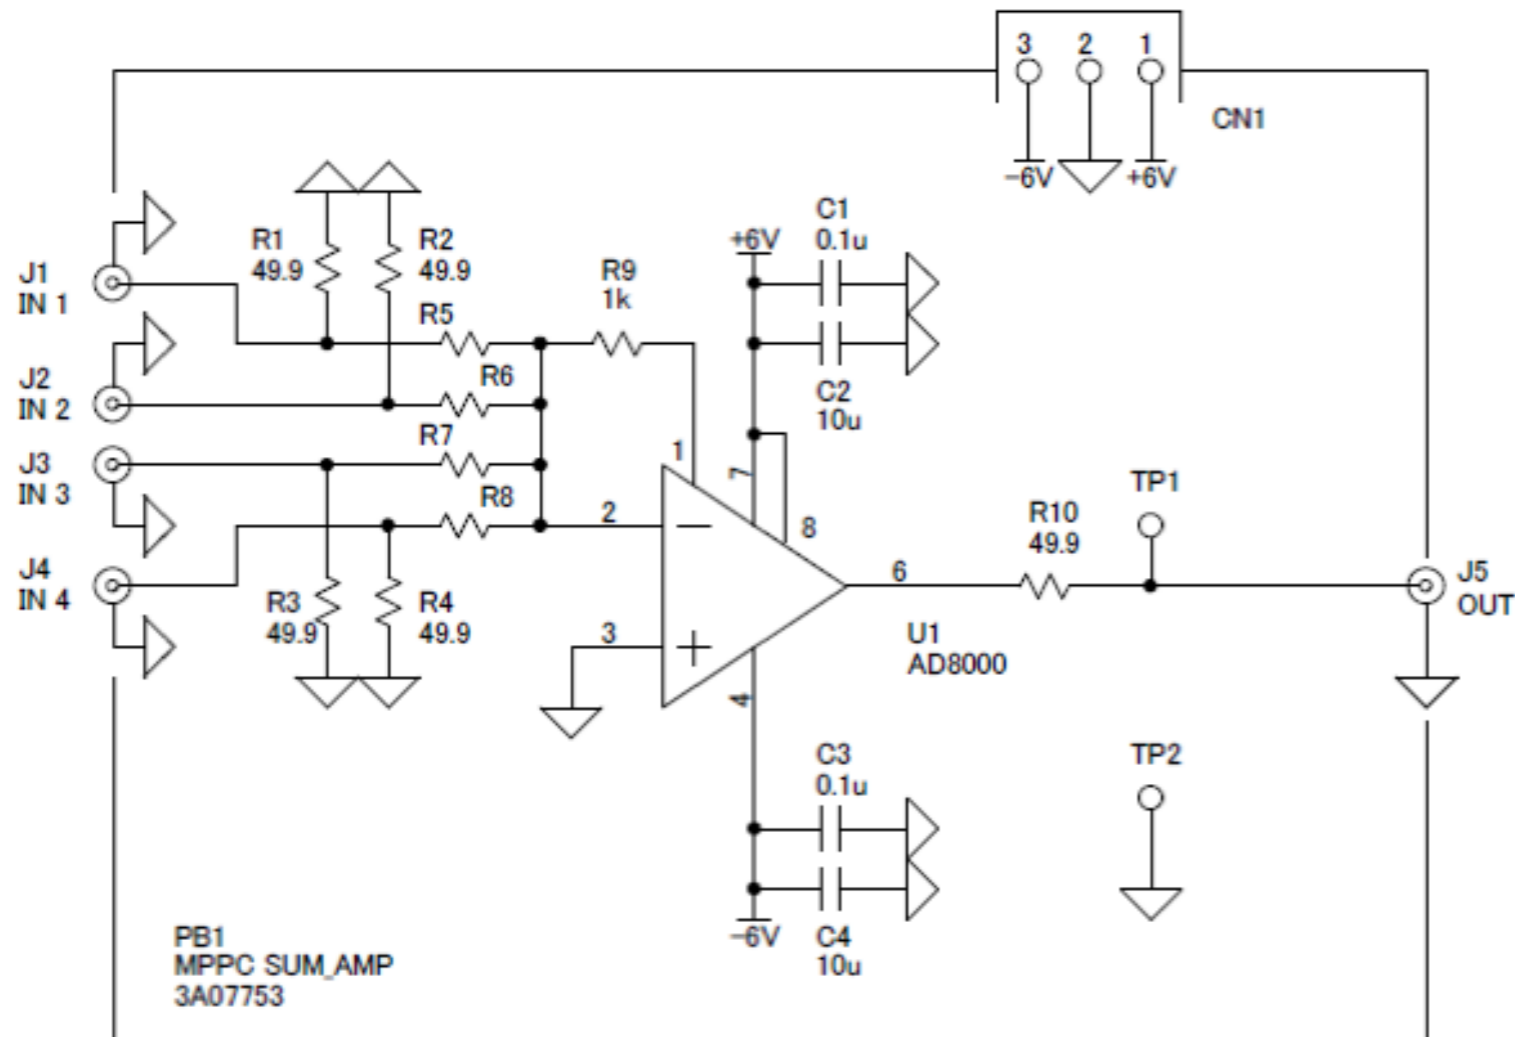 3 2 1
CN1
-6V +6V
C1
0.1u
+6V
R1
49.9
R2
49.9
R9
1k
J1
IN 1
R5
J2
IN 2
R6
C2
10u
R7
J3
IN 3
R8
1
7
8
2
TP1
R10
49.9
J4
IN 4
6
J5
OUT
R3
49.9
R4
49.9
3
U1
AD8000
4
C3
0.1u
TP2
-6V
C4
10u
PB1
MPPC SUM_AMP
3A07753